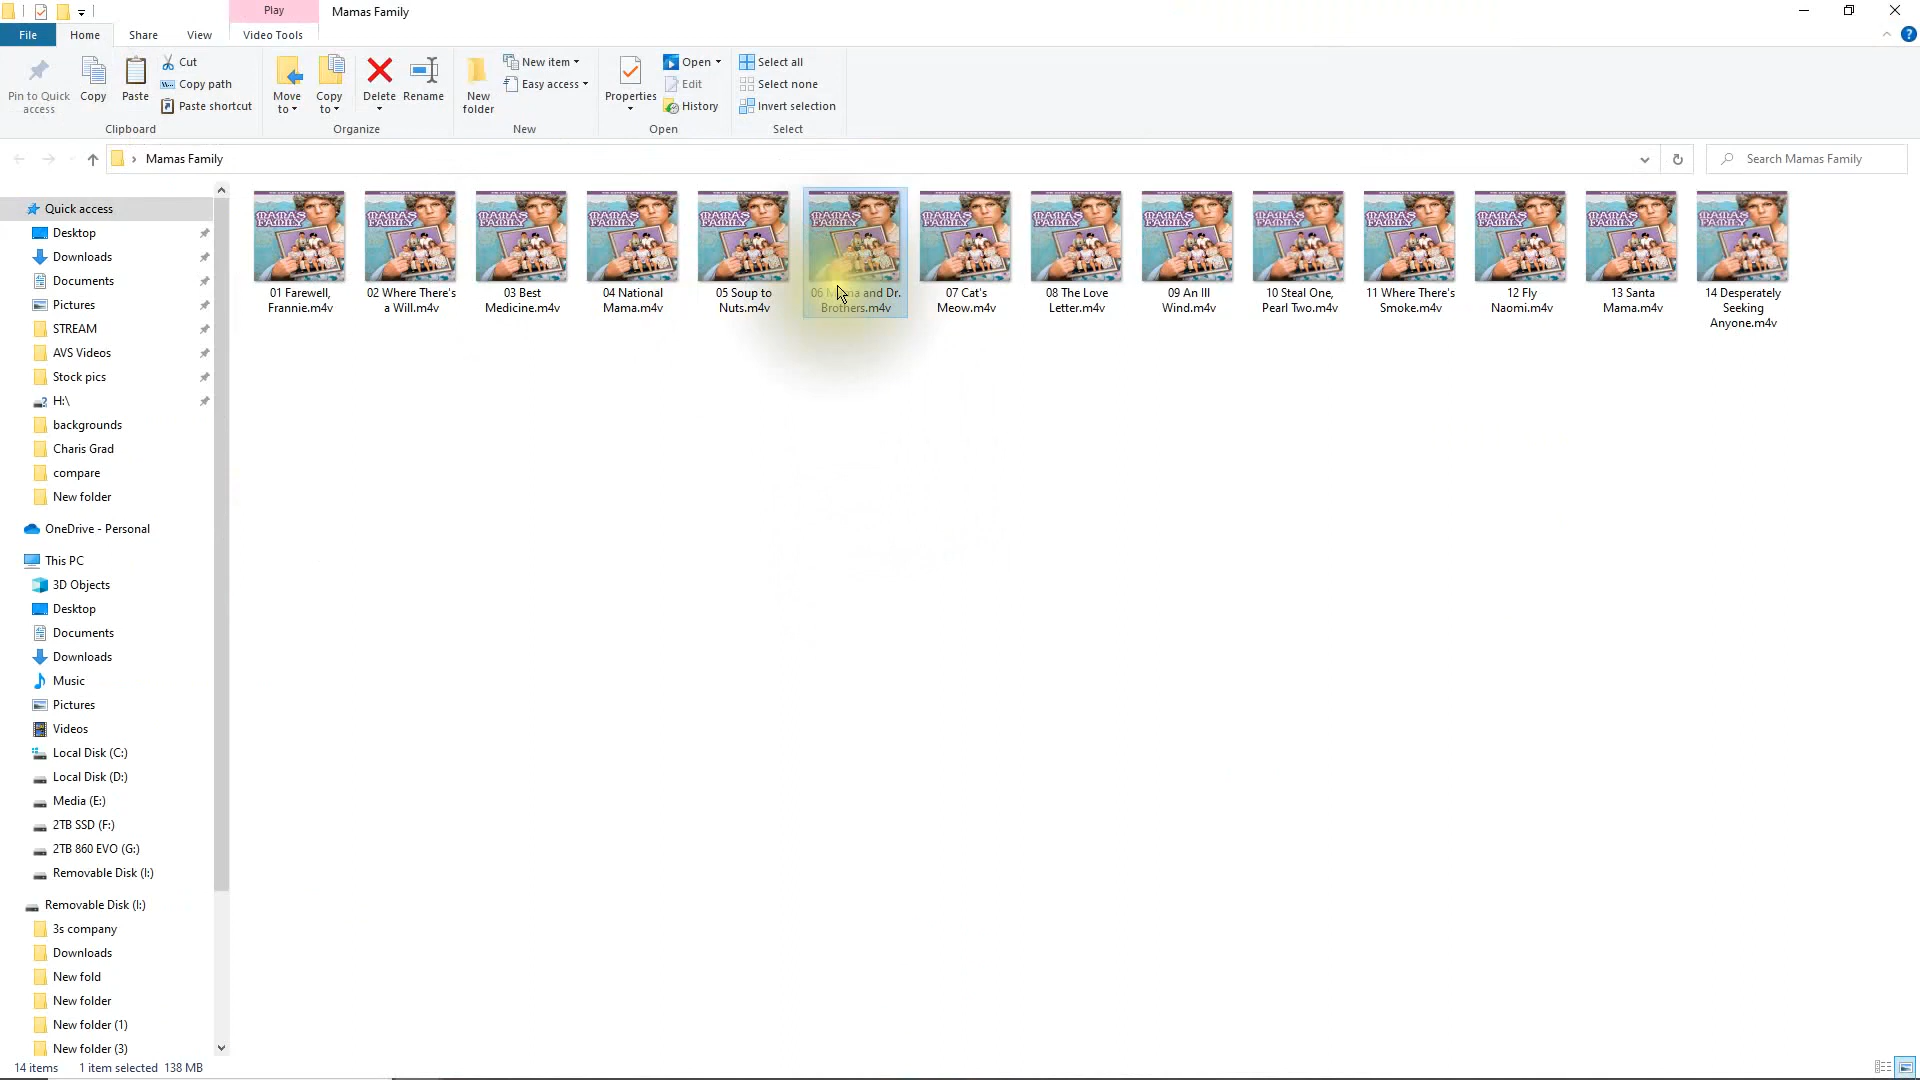 Play
Mamas Family
File
Home
Share
View
Video Tools
Pin to Quick access
Copy
Paste
Cut
Copy path
Paste shortcut
Clipboard
Move to
Copy to
Delete
Rename
Organize
New folder
New item
Easy access
New
Properties
Open
Edit
History
Open
Select all
Select none
Invert selection
Select
Mamas Family
Search Mamas Family
Quick access
Desktop
Downloads
Documents
Pictures
STREAM
AVS Videos
Stock pics
H:\
backgrounds
Charis Grad
compare
New folder
OneDrive - Personal
This PC
3D Objects
Desktop
Documents
Downloads
Music
Pictures
Videos
Local Disk (C:)
Local Disk (D:)
Media (E:)
2TB SSD (F:)
2TB 860 EVO (G:)
Removable Disk (I:)
Removable Disk (I:)
3s company
Downloads
New fold
New folder
New folder (1)
New folder (3)
01 Farewell,
Frannie.m4v
02 Where There's
a Will.m4v
03 Best
Medicine.m4v
04 National
Mama.m4v
05 Soup to
Nuts.m4v
06 Mama and Dr.
Brothers.m4v
07 Cat's
Meow.m4v
08 The Love
Letter.m4v
09 An Ill
Wind.m4v
10 Steal One,
Pearl Two.m4v
11 Where There's
Smoke.m4v
12 Fly
Naomi.m4v
13 Santa
Mama.m4v
14 Desperately
Seeking
Anyone.m4v
14 items
1 item selected 138 MB